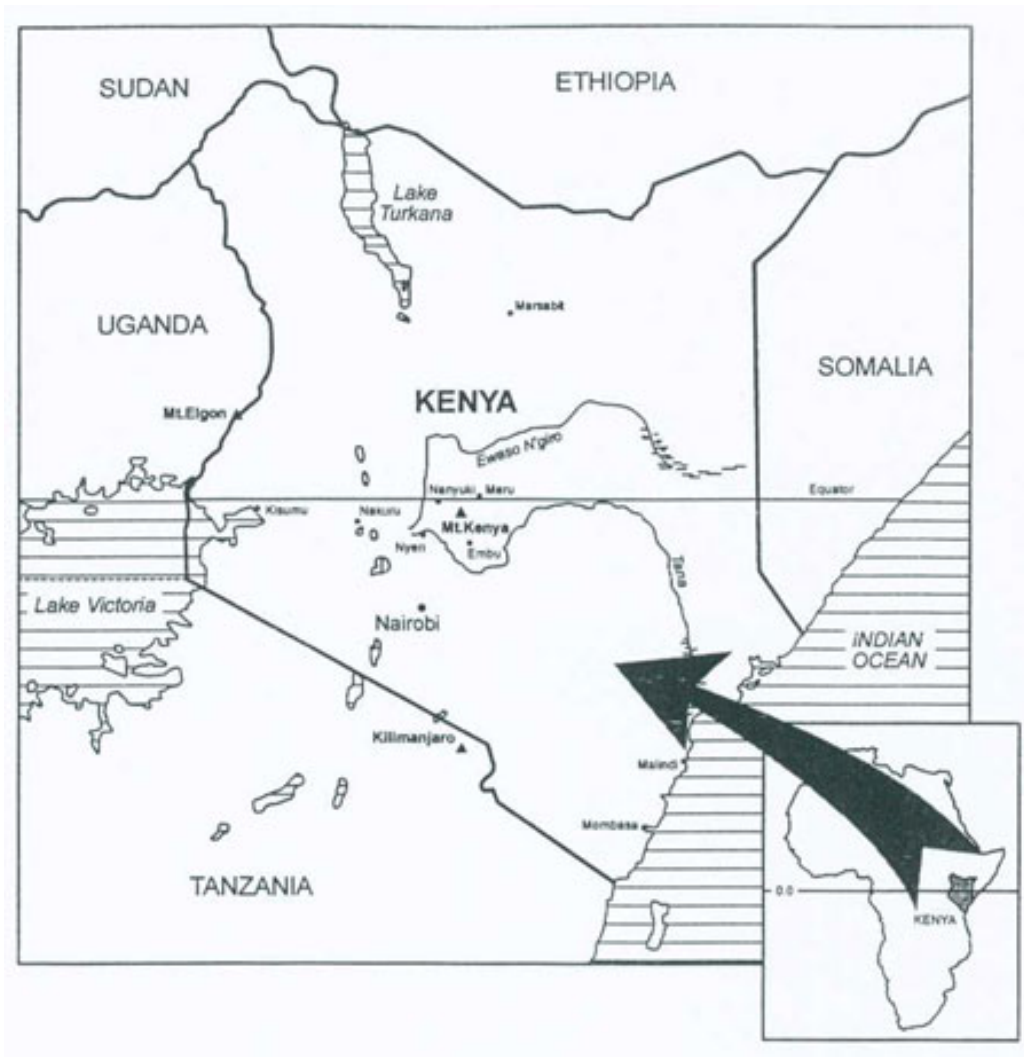 SUDAN
ETHIOPIA
Lake
Turkana
Marsabit
UGANDA
SOMALIA
KENYA
Mt.Elgon
Ewaso N'giro
Nanyuki
Meru
Equator
Kisumu
Nakuru
Mt.Kenya
Nyeri
Embu
Tana
Lake Victoria
Nairobi
INDIAN
OCEAN
Kilimanjaro
Malindi
Mombasa
TANZANIA
0.0
KENYA